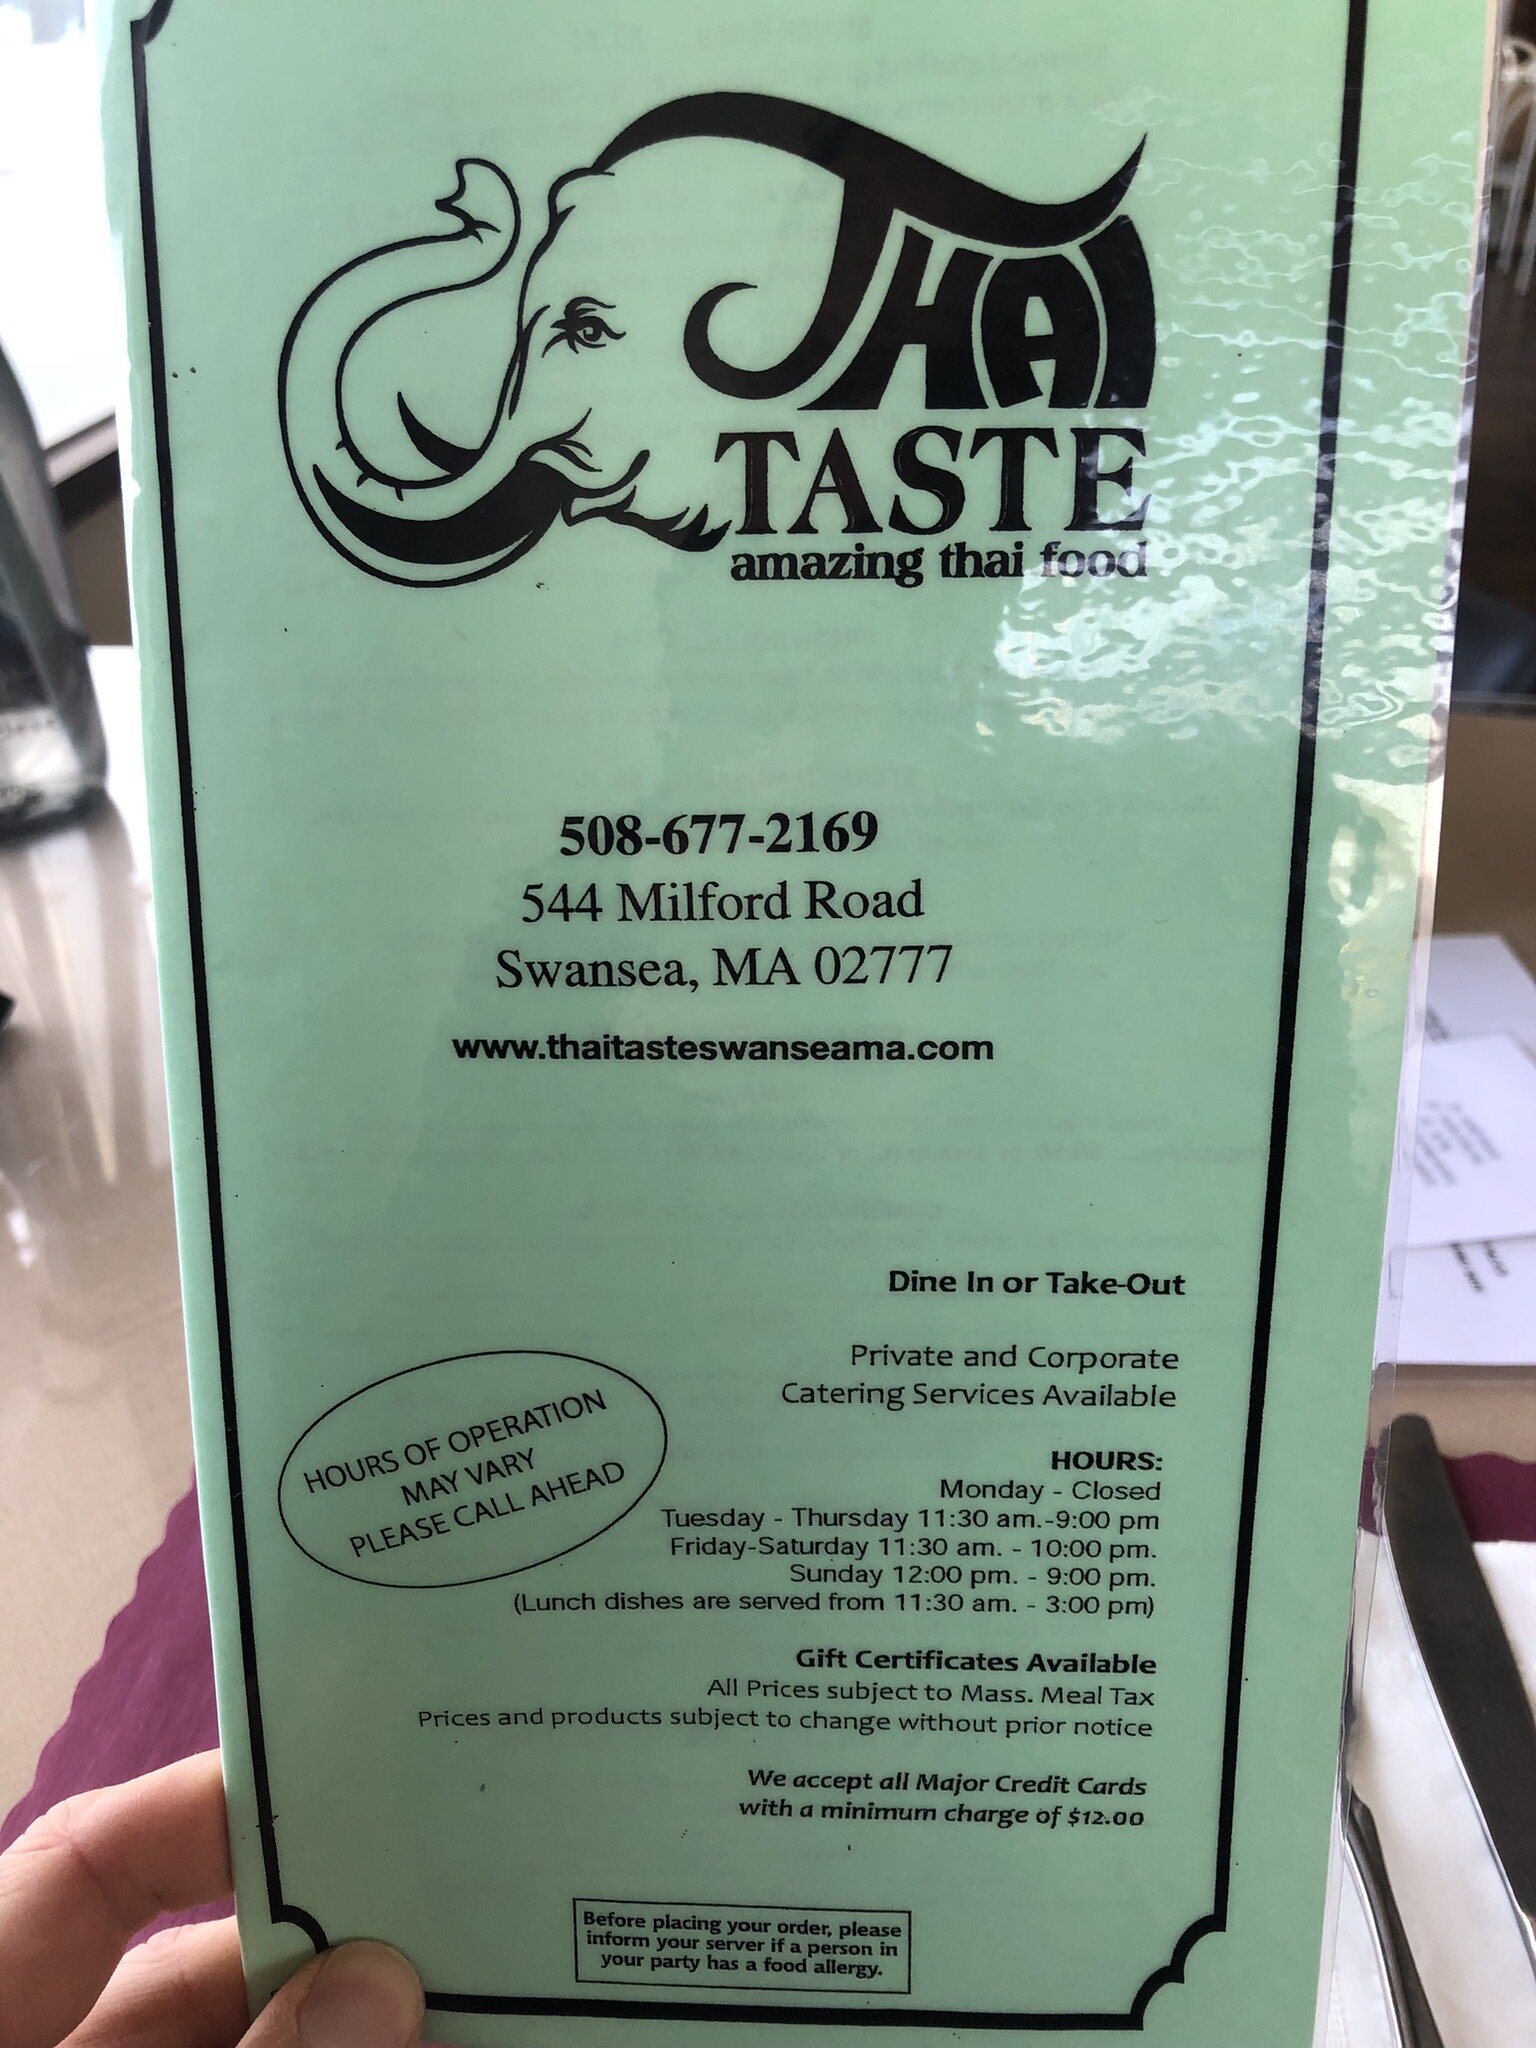 THAI
TASTE
amazing thai food
508-677-2169
544 Milford Road
Swansea, MA 02777
www.thaitasteswanseama.com
Dine In or Take-Out
Private and Corporate
Catering Services Available
HOURS OF OPERATION
MAY VARY
PLEASE CALL AHEAD
HOURS:
Monday - Closed
Tuesday - Thursday 11:30 am.-9:00 pm
Friday-Saturday 11:30 am. - 10:00 pm.
Sunday 12:00 pm. - 9:00 pm.
(Lunch dishes are served from 11:30 am. - 3:00 pm)
Gift Certificates Available
All Prices subject to Mass. Meal Tax
Prices and products subject to change without prior notice
We accept all Major Credit Cards
with a minimum charge of $12.00
Before placing your order, please
inform your server if a person in
your party has a food allergy.